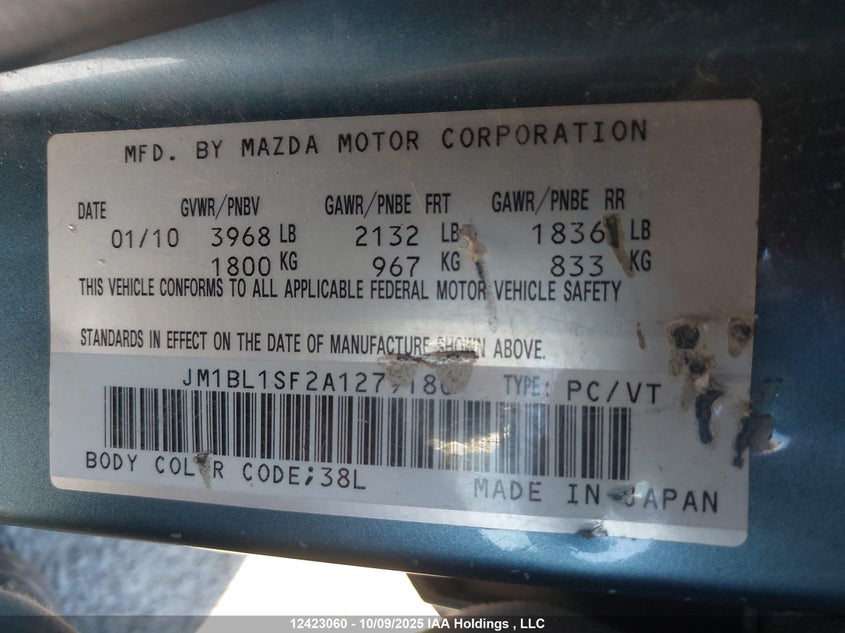 MFD. BY MAZDA MOTOR CORPORATION
DATE GVWR/PNBV GAWR/PNBE FRT GAWR/PNBE RR
01/10 3968 LB 2132 LB 1836 LB
1800 KG 967 KG 833 KG
THIS VEHICLE CONFORMS TO ALL APPLICABLE FEDERAL MOTOR VEHICLE SAFETY
STANDARDS IN EFFECT ON THE DATE OF MANUFACTURE SHOWN ABOVE.
JM1BL1SF2A1279180 TYPE: PC/VT
BODY COLOR CODE;38L
MADE IN JAPAN
12423060 - 10/09/2025 IAA Holdings , LLC